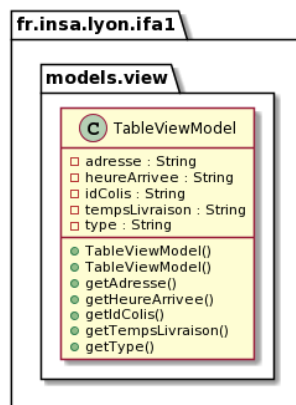 fr.insa.lyon.ifa1
models.view
C TableViewModel
adresse : String
heureArrivee : String
idColis : String
tempsLivraison : String
type : String
TableViewModel()
TableViewModel()
getAdresse()
getHeureArrivee()
getIdColis()
getTempsLivraison()
getType()